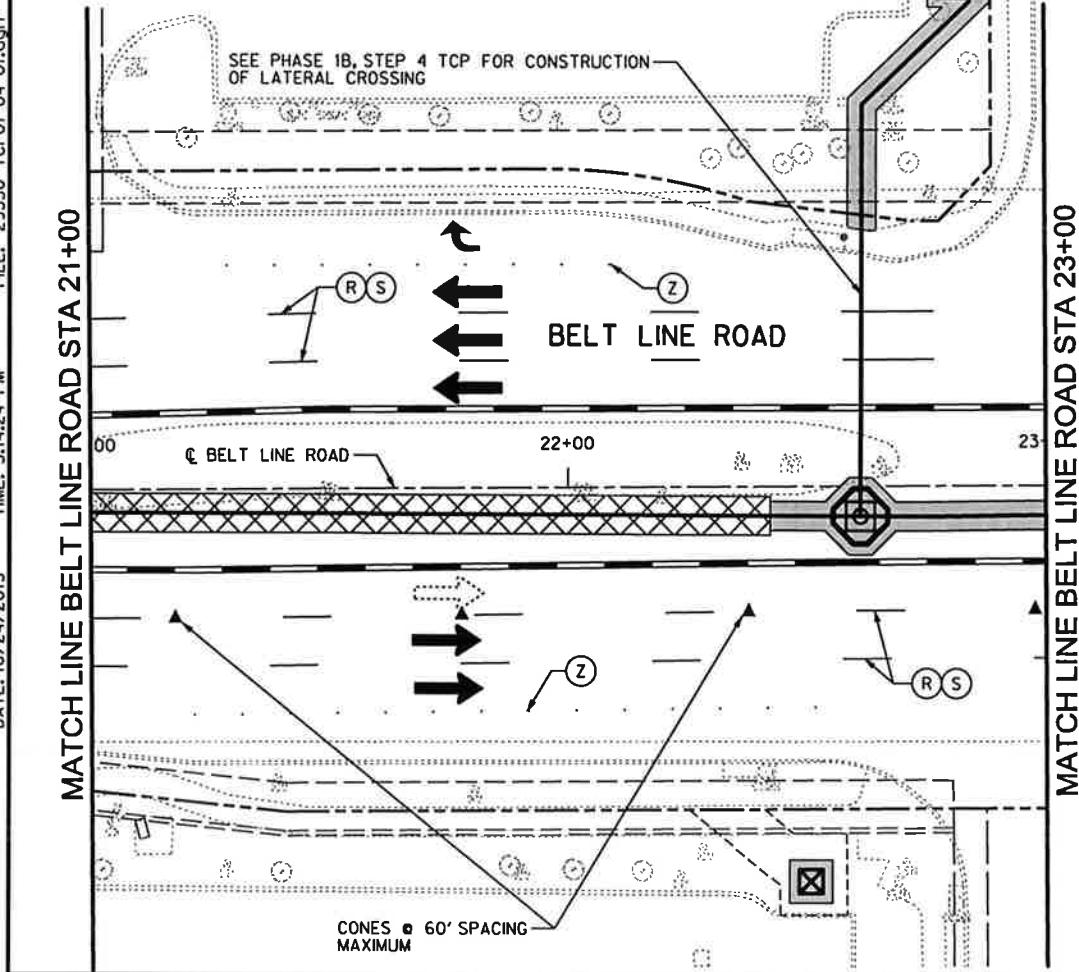 SEE PHASE 1B, STEP 4 TCP FOR CONSTRUCTION
OF LATERAL CROSSING
MATCH LINE BELT LINE ROAD STA 21+00
R S
Z
BELT LINE ROAD
00
℄ BELT LINE ROAD
22+00
23
Z
R S
CONES @ 60' SPACING
MAXIMUM
MATCH LINE BELT LINE ROAD STA 23+00